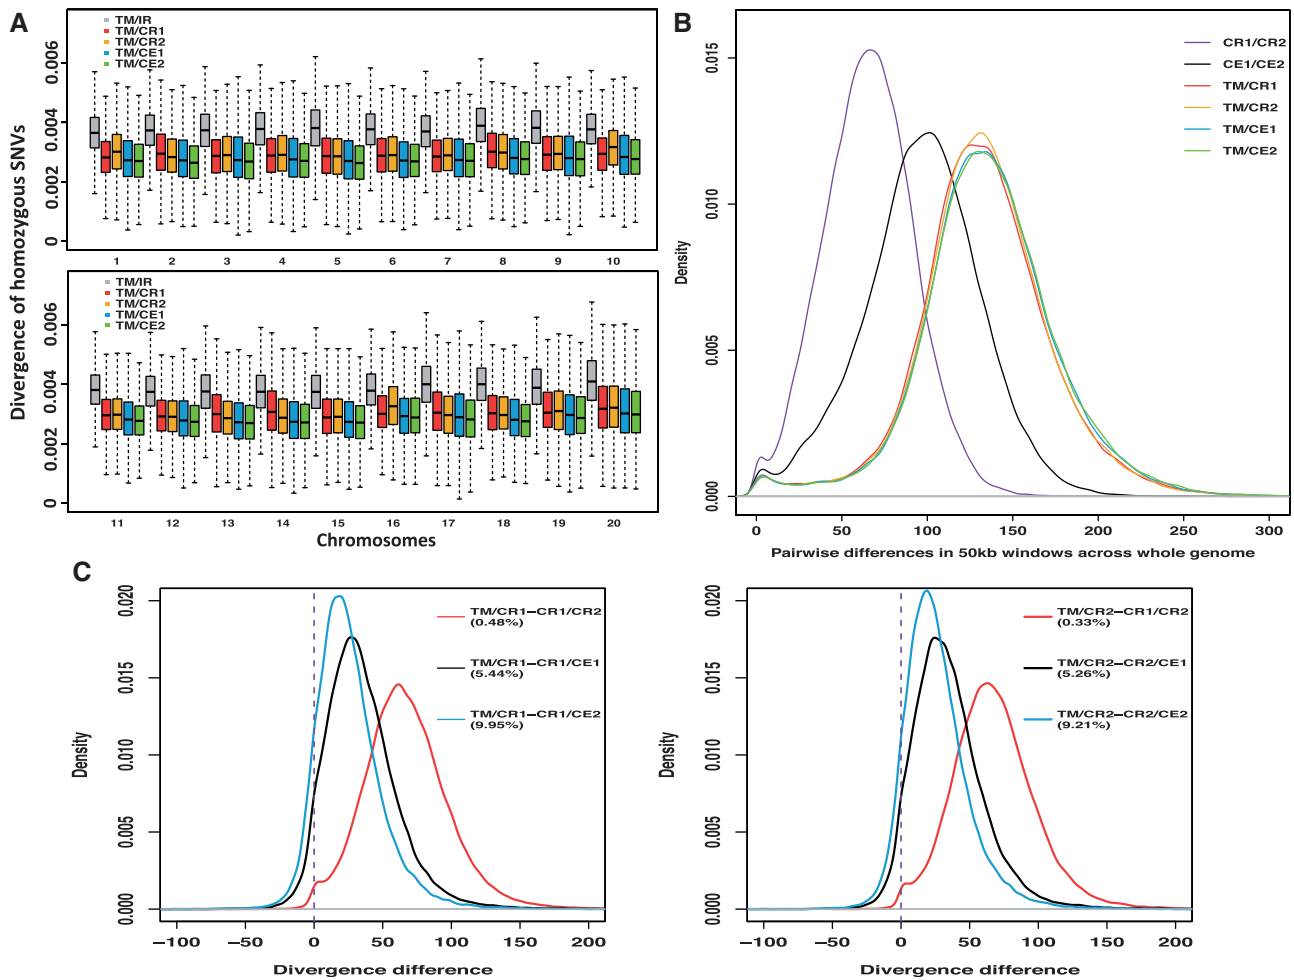 A
TM/IR
TM/CR1
TM/CR2
TM/CE1
TM/CE2
0.006
0.004
0.002
0
1 2 3 4 5 6 7 8 9 10
Divergence of homozygous SNVs
TM/IR
TM/CR1
TM/CR2
TM/CE1
TM/CE2
0.006
0.004
0.002
0
11 12 13 14 15 16 17 18 19 20
Chromosomes
B
CR1/CR2
CE1/CE2
TM/CR1
TM/CR2
TM/CE1
TM/CE2
0.015
0.010
0.005
0.000
Density
0 50 100 150 200 250 300
Pairwise differences in 50kb windows across whole genome
C
TM/CR1–CR1/CR2
(0.48%)
TM/CR1–CR1/CE1
(5.44%)
TM/CR1–CR1/CE2
(9.95%)
0.020
0.015
0.010
0.005
0.000
Density
–100 –50 0 50 100 150 200
Divergence difference
TM/CR2–CR1/CR2
(0.33%)
TM/CR2–CR2/CE1
(5.26%)
TM/CR2–CR2/CE2
(9.21%)
0.020
0.015
0.010
0.005
0.000
Density
–100 –50 0 50 100 150 200
Divergence difference